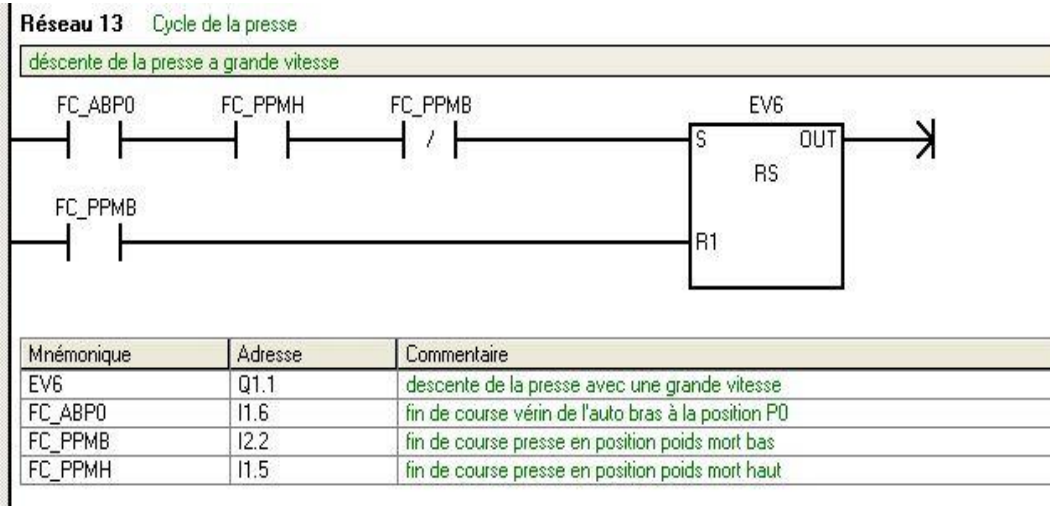 Réseau 13 Cycle de la presse
déscente de la presse a grande vitesse
FC_ABP0 FC_PPMH FC_PPMB EV6
/ S OUT
RS
FC_PPMB
R1
Mnémonique Adresse Commentaire
EV6 Q1.1 descente de la presse avec une grande vitesse
FC_ABP0 I1.6 fin de course vérin de l'auto bras à la position P0
FC_PPMB I2.2 fin de course presse en position poids mort bas
FC_PPMH I1.5 fin de course presse en position poids mort haut